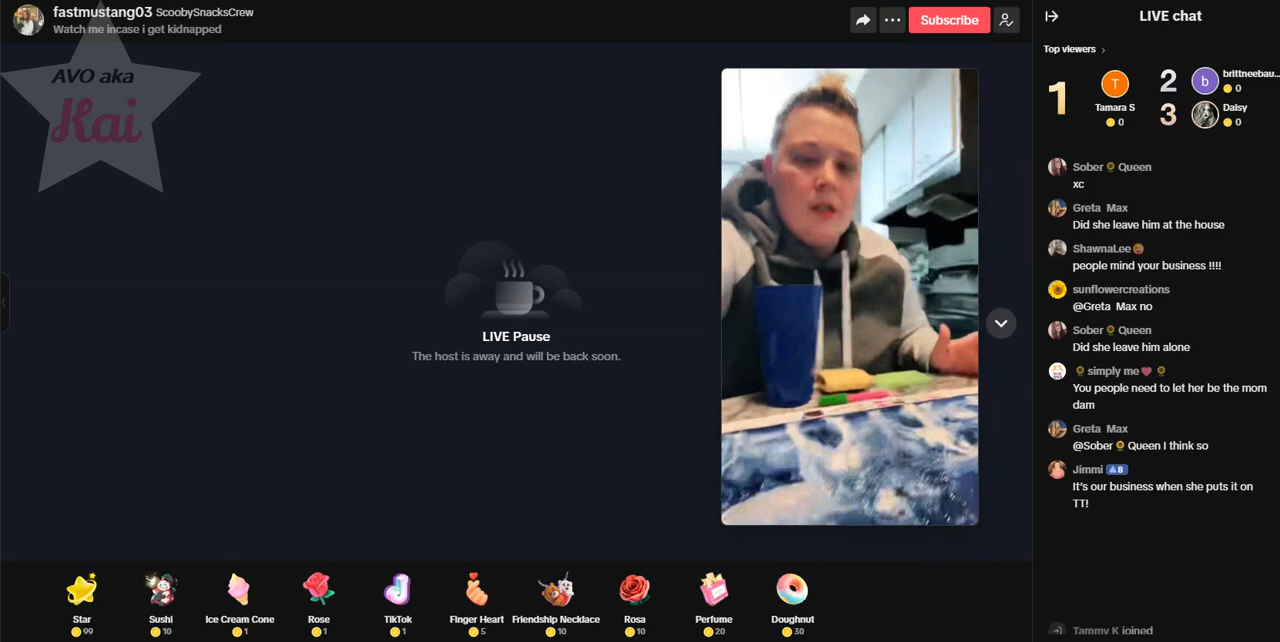 fastmustang03 ScoobySnacksCrew
Watch me incase i get kidnapped
Subscribe
AVO aka
Kai
LIVE Pause
The host is away and will be back soon.
Star
99
Sushi
10
Ice Cream Cone
1
Rose
1
TikTok
1
Finger Heart
5
Friendship Necklace
10
Rosa
10
Perfume
20
Doughnut
30
LIVE chat
Top viewers
1
T
Tamara S
0
2
b
brittneebau...
0
3
Daisy
0
Sober Queen
xc
Greta Max
Did she leave him at the house
ShawnaLee
people mind your business !!!!
sunflowercreations
@Greta Max no
Sober Queen
Did she leave him alone
simply me
You people need to let her be the mom
dam
Greta Max
@Sober Queen I think so
Jimmi 8
It's our business when she puts it on
TT!
Tammy K joined